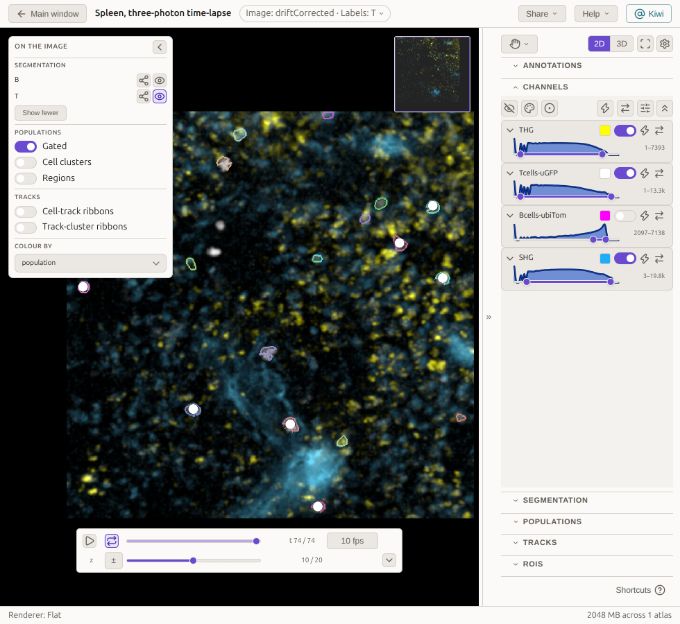 Main window
Spleen, three-photon time-lapse
Image: driftCorrected · Labels: T
Share
Help
@ Kiwi
ON THE IMAGE
SEGMENTATION
B
T
Show fewer
POPULATIONS
Gated
Cell clusters
Regions
TRACKS
Cell-track ribbons
Track-cluster ribbons
COLOUR BY
population
2D
3D
ANNOTATIONS
CHANNELS
THG
1–7393
Tcells-uGFP
1–13.3k
Bcells-ubiTom
2097–7138
SHG
3–19.8k
SEGMENTATION
POPULATIONS
TRACKS
ROIS
Shortcuts ?
t 74 / 74
10 fps
z
±
10 / 20
Renderer: Flat
2048 MB across 1 atlas